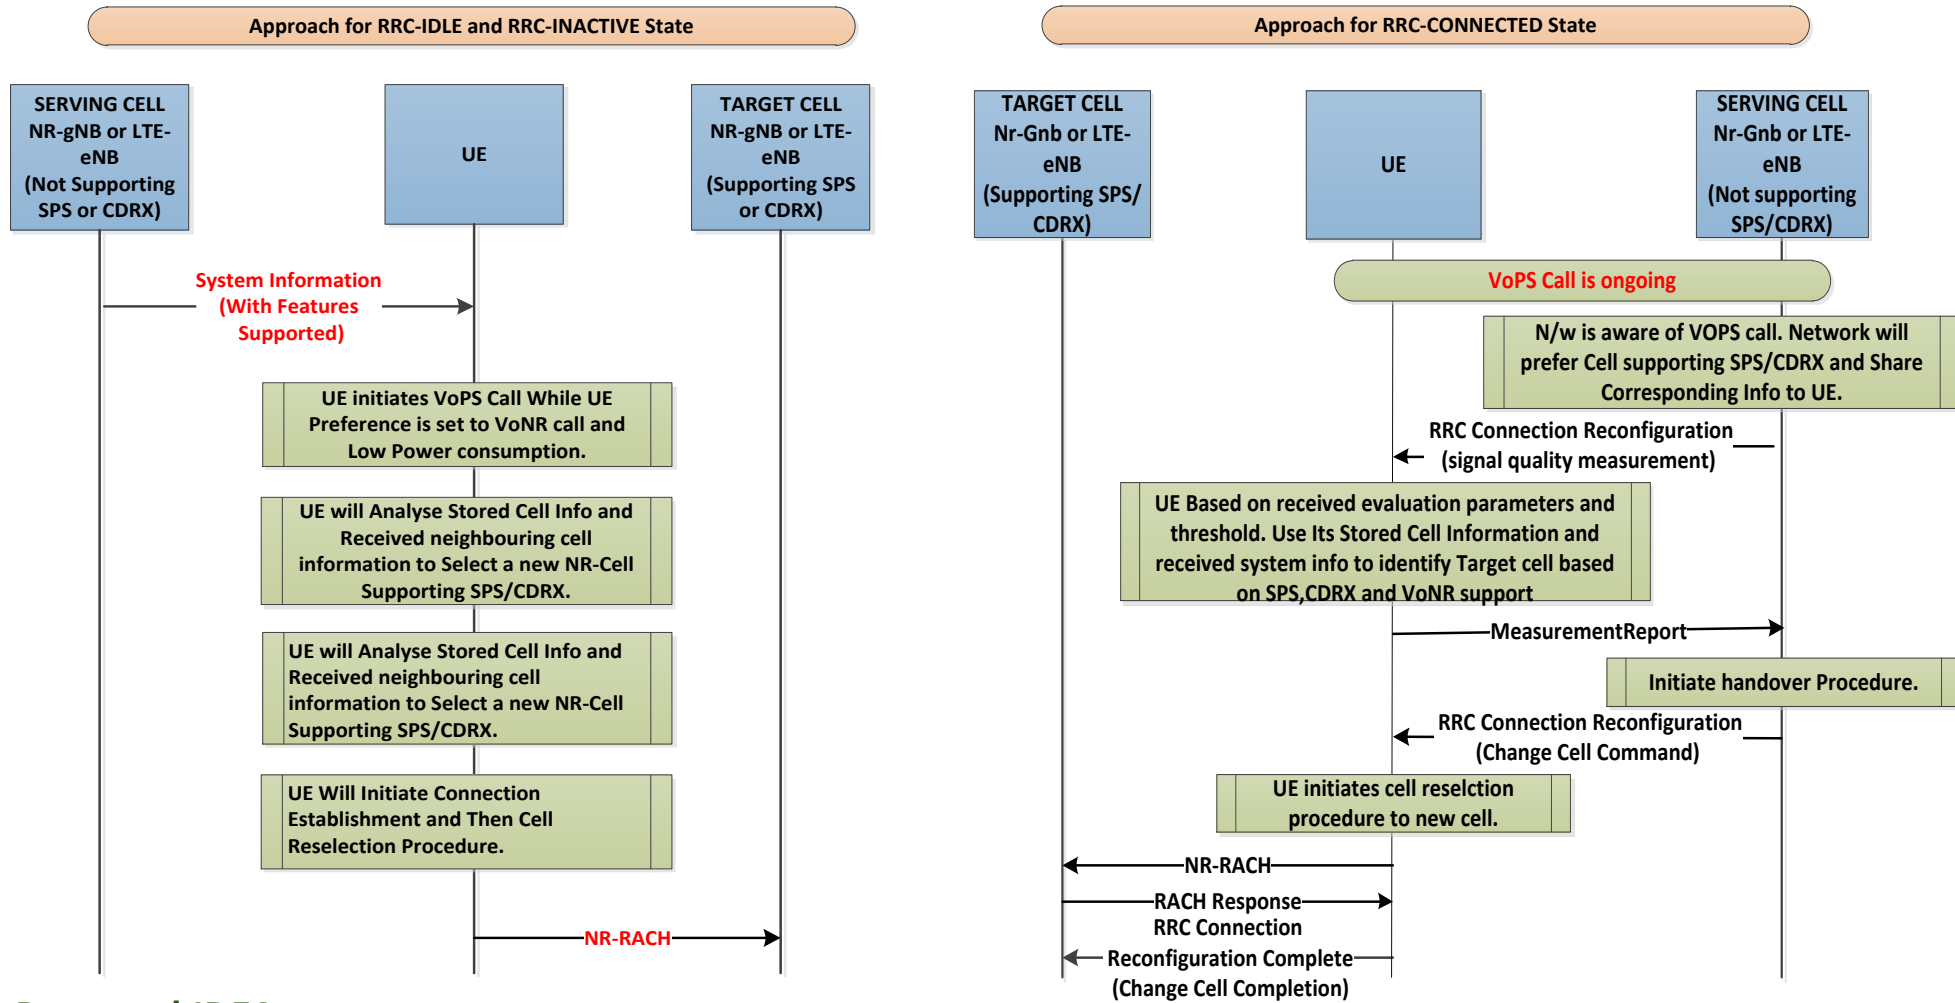 Approach for RRC-IDLE and RRC-INACTIVE State
SERVING CELL
NR-gNB or LTE-
eNB
(Not Supporting
SPS or CDRX)
UE
TARGET CELL
NR-gNB or LTE-
eNB
(Supporting SPS
or CDRX)
System Information
(With Features
Supported)
UE initiates VoPS Call While UE
Preference is set to VoNR call and
Low Power consumption.
UE will Analyse Stored Cell Info and
Received neighbouring cell
information to Select a new NR-Cell
Supporting SPS/CDRX.
UE will Analyse Stored Cell Info and
Received neighbouring cell
information to Select a new NR-Cell
Supporting SPS/CDRX.
UE Will Initiate Connection
Establishment and Then Cell
Reselection Procedure.
NR-RACH
Approach for RRC-CONNECTED State
TARGET CELL
Nr-Gnb or LTE-
eNB
(Supporting SPS/
CDRX)
UE
SERVING CELL
Nr-Gnb or LTE-
eNB
(Not supporting
SPS/CDRX)
VoPS Call is ongoing
N/w is aware of VOPS call. Network will
prefer Cell supporting SPS/CDRX and Share
Corresponding Info to UE.
RRC Connection Reconfiguration
(signal quality measurement)
UE Based on received evaluation parameters and
threshold. Use Its Stored Cell Information and
received system info to identify Target cell based
on SPS,CDRX and VoNR support
MeasurementReport
Initiate handover Procedure.
RRC Connection Reconfiguration
(Change Cell Command)
UE initiates cell reselction
procedure to new cell.
NR-RACH
RACH Response
RRC Connection
Reconfiguration Complete
(Change Cell Completion)